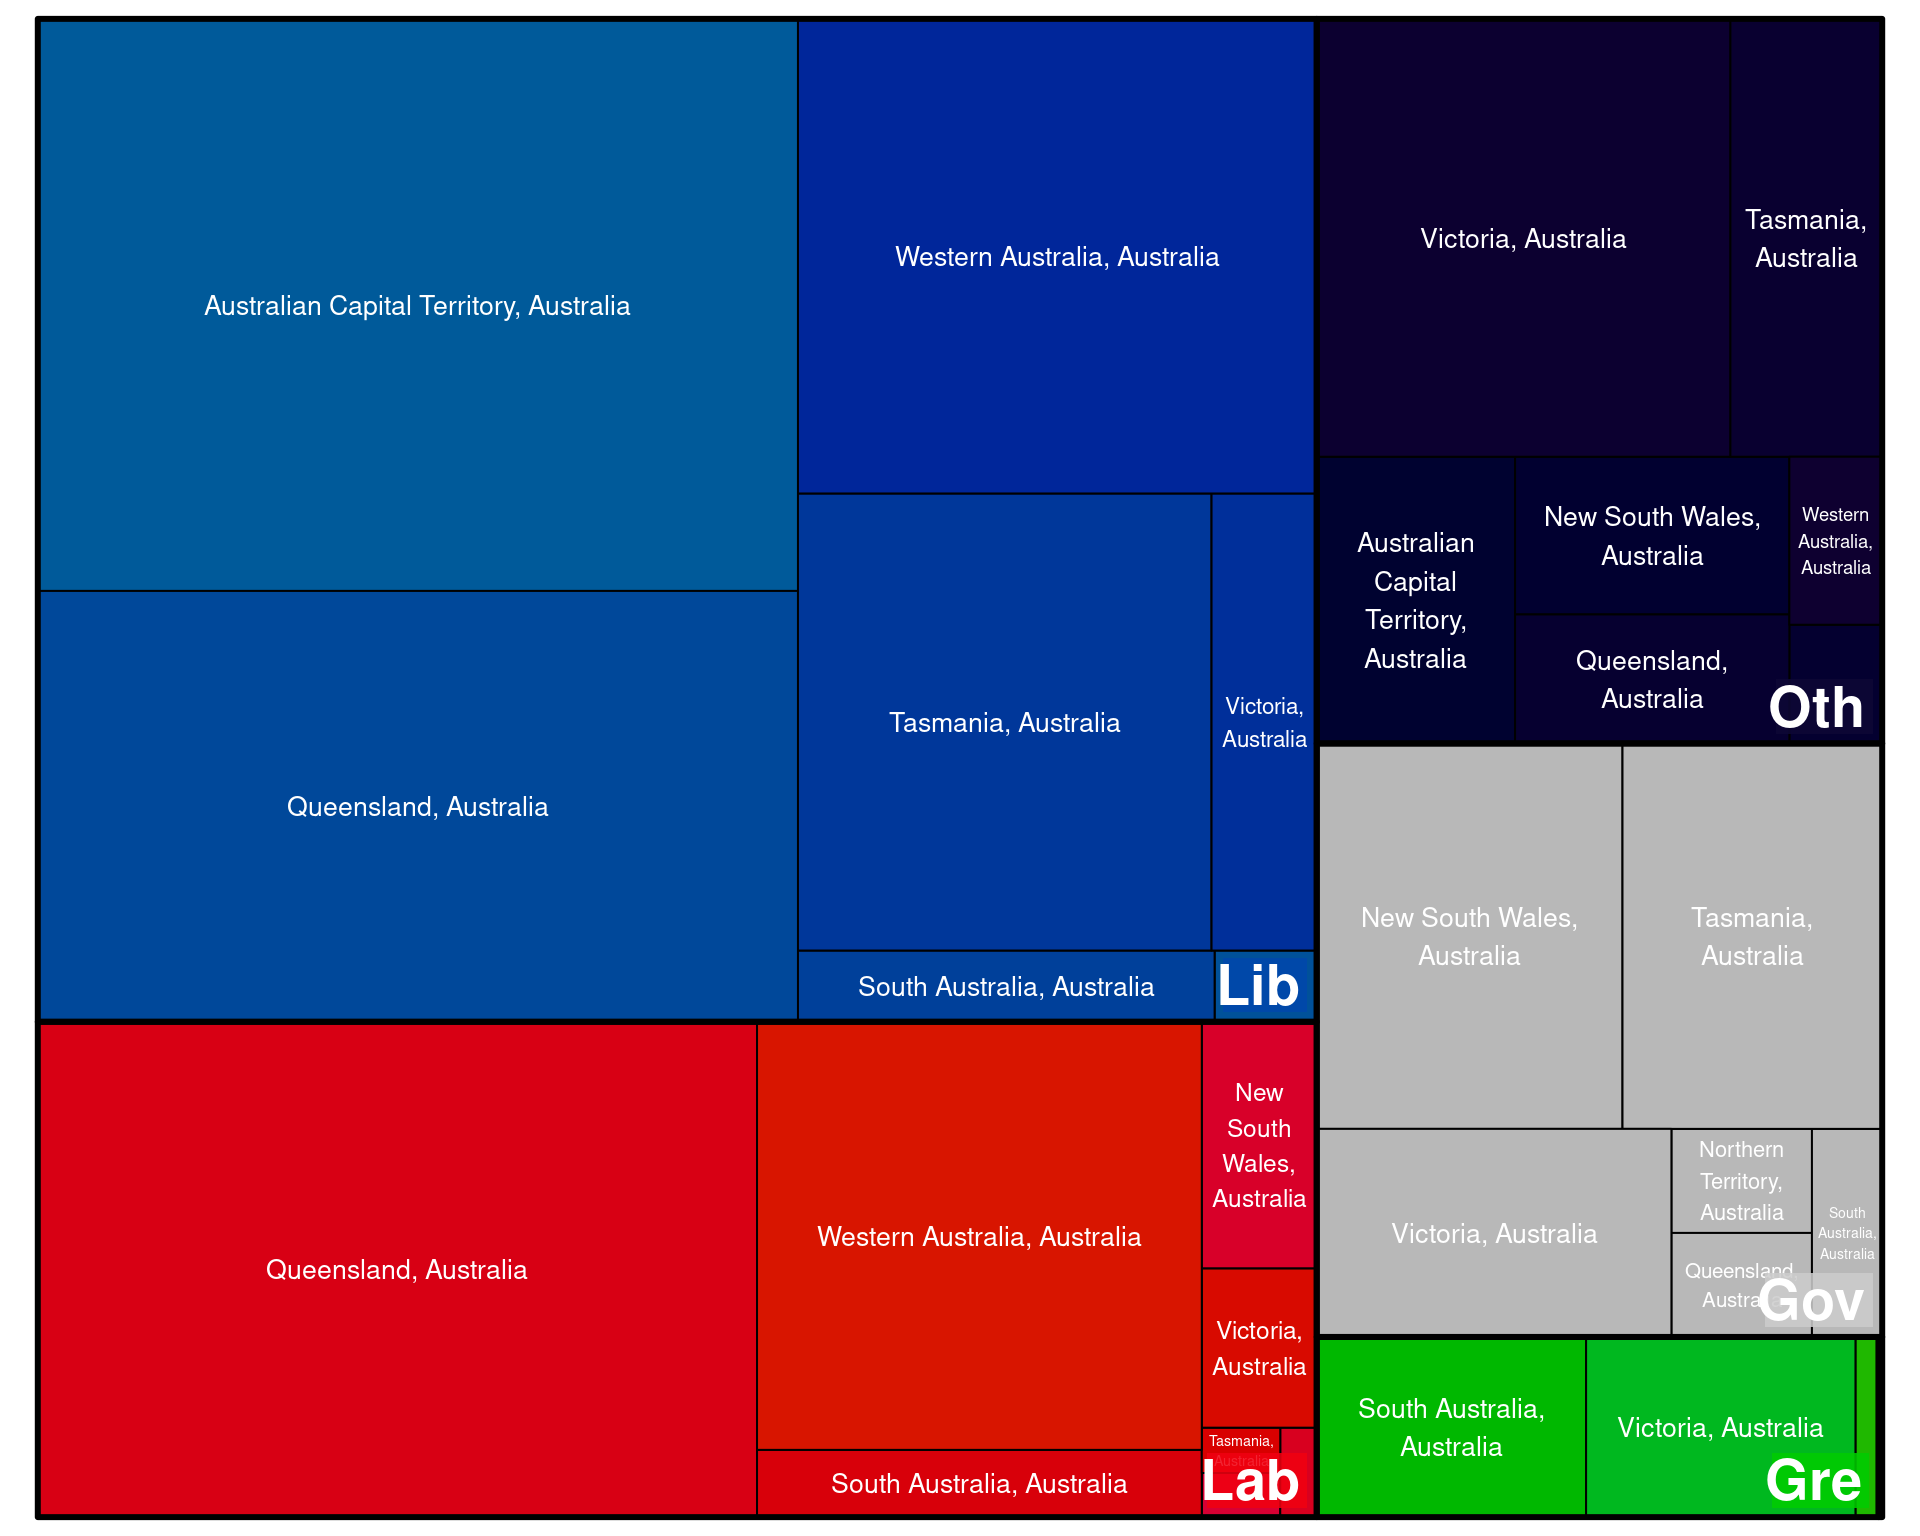 Australian Capital Territory, Australia
Queensland, Australia
Western Australia, Australia
Tasmania, Australia
Victoria,
Australia
South Australia, Australia
Lib
Queensland, Australia
Western Australia, Australia
South Australia, Australia
New
South
Wales,
Australia
Victoria,
Australia
Tasmania,
Australia
Lab
Victoria, Australia
Tasmania,
Australia
Australian
Capital
Territory,
Australia
New South Wales,
Australia
Queensland,
Australia
Western
Australia,
Australia
Oth
New South Wales,
Australia
Tasmania,
Australia
Victoria, Australia
Northern
Territory,
Australia
Queensland,
Australia
South
Australia,
Australia
Gov
South Australia,
Australia
Victoria, Australia
Gre